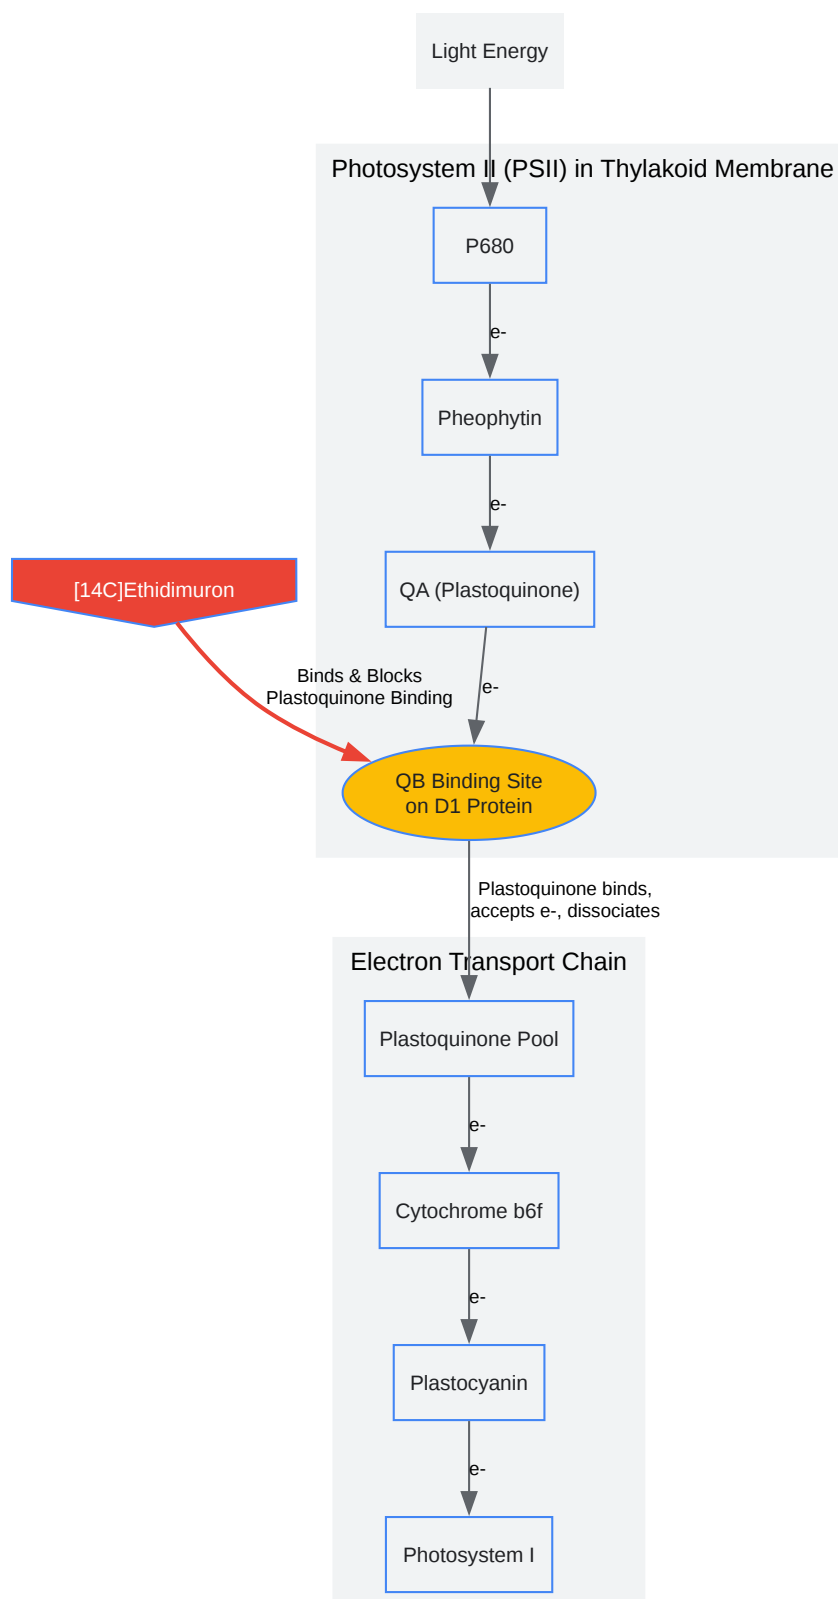 Light Energy
Photosystem II (PSII) in Thylakoid Membrane
P680
e-
Pheophytin
e-
QA (Plastoquinone)
[14C]Ethidimuron
Binds & Blocks
Plastoquinone Binding
e-
QB Binding Site
on D1 Protein
Plastoquinone binds,
accepts e-, dissociates
Electron Transport Chain
Plastoquinone Pool
e-
Cytochrome b6f
e-
Plastocyanin
e-
Photosystem I